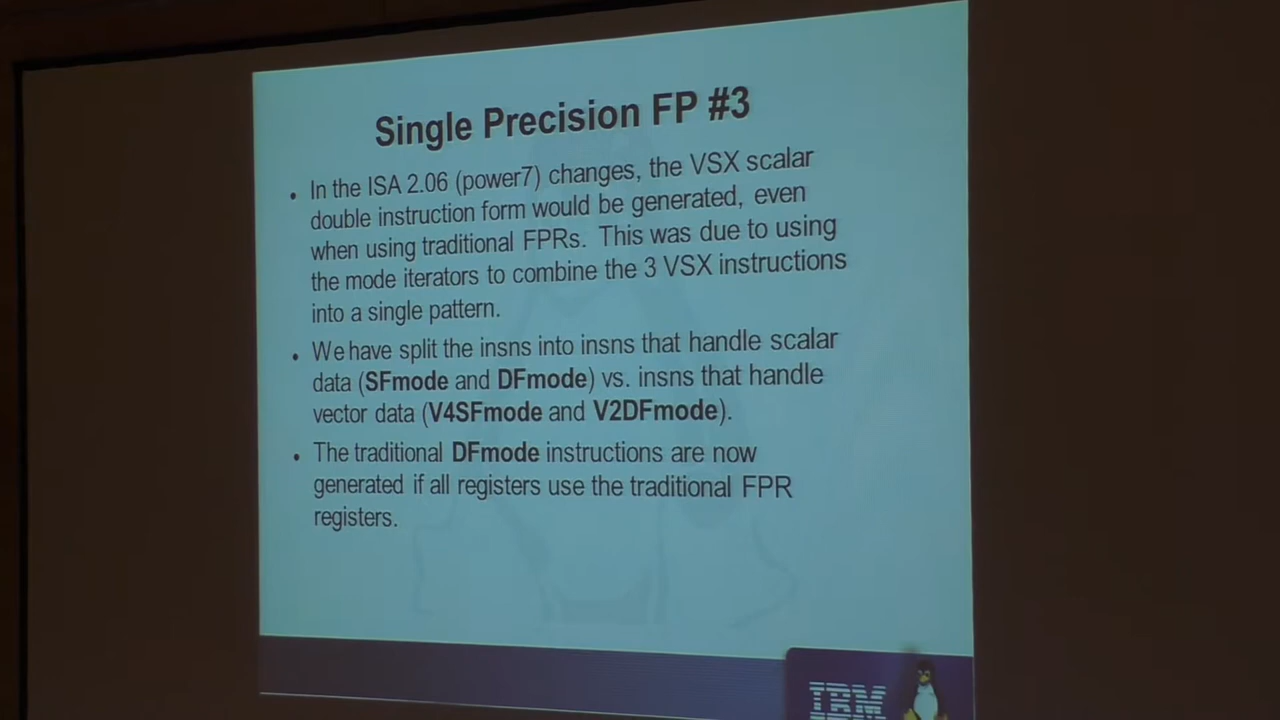 Single Precision FP #3
• In the ISA 2.06 (power7) changes, the VSX scalar
double instruction form would be generated, even
when using traditional FPRs. This was due to using
the mode iterators to combine the 3 VSX instructions
into a single pattern.
• We have split the insns into insns that handle scalar
data (SFmode and DFmode) vs. insns that handle
vector data (V4SFmode and V2DFmode).
• The traditional DFmode instructions are now
generated if all registers use the traditional FPR
registers.
IBM